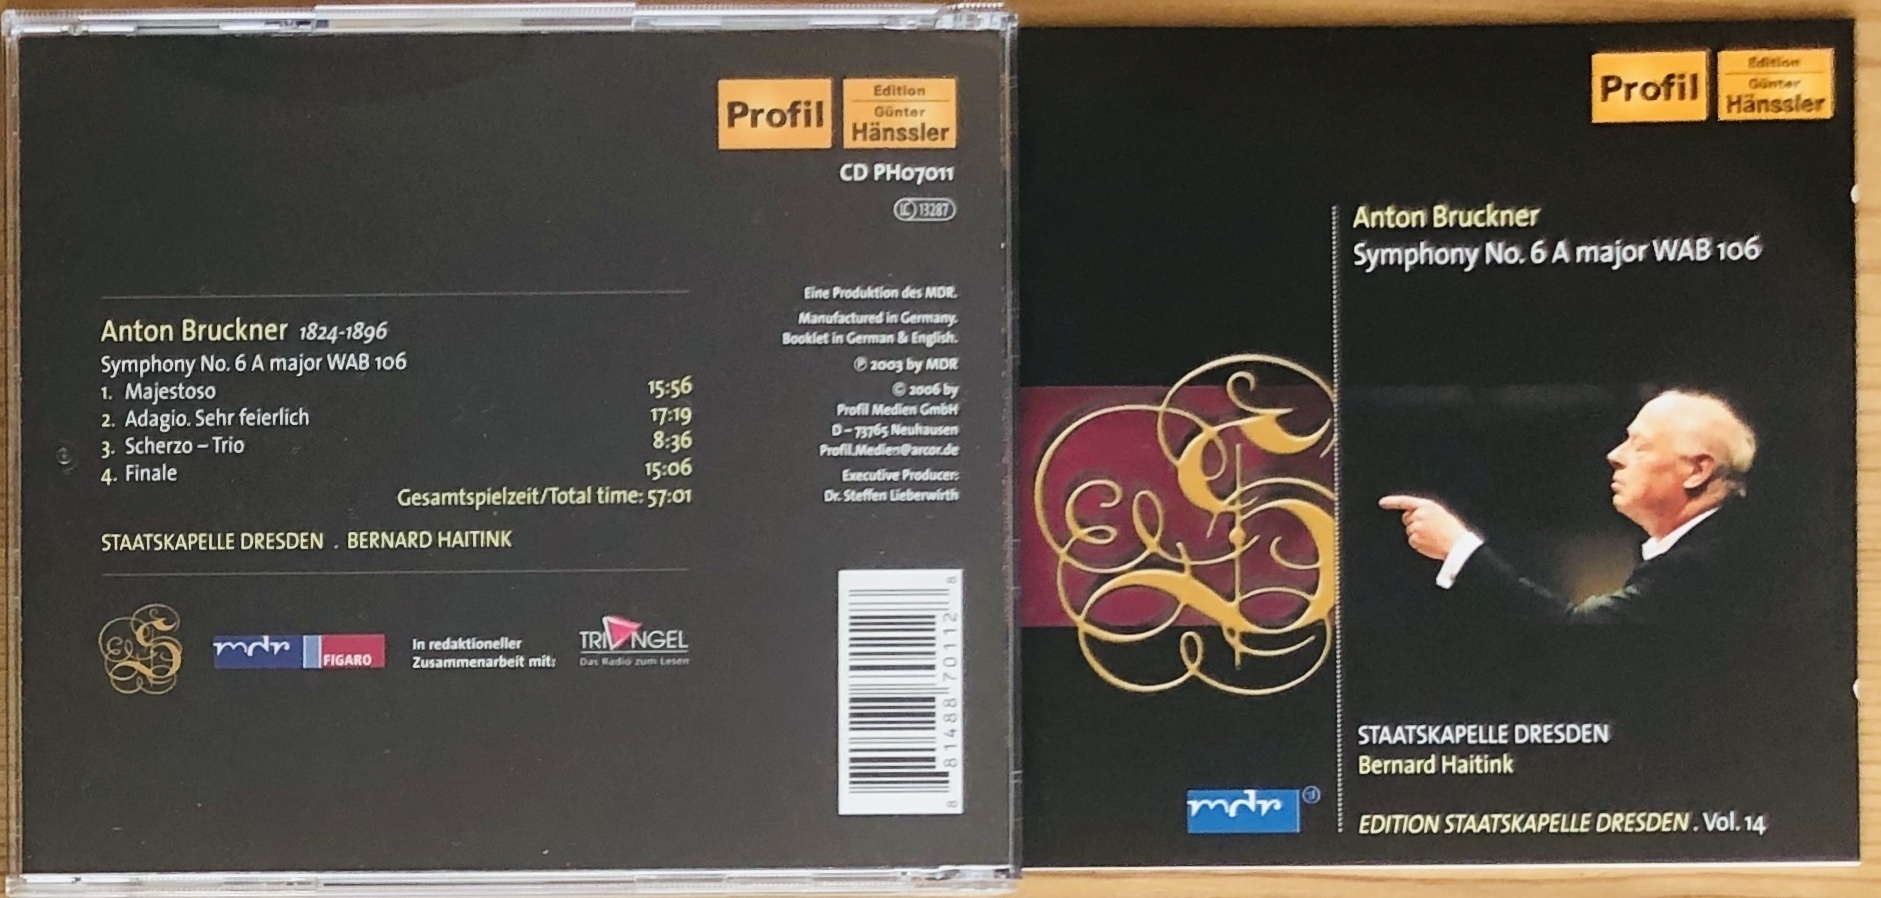 Profil
Edition
Günter
Hänssler
CD PH07011
LC 13287
Anton Bruckner 1824-1896
Symphony No. 6 A major WAB 106
1. Majestoso 15:56
2. Adagio. Sehr feierlich 17:19
3. Scherzo – Trio 8:36
4. Finale 15:06
Gesamtspielzeit/Total time: 57:01
STAATSKAPELLE DRESDEN . BERNARD HAITINK
mdr FIGARO
In redaktioneller
Zusammenarbeit mit:
TRIANGEL
Das Radio zum Lesen
Eine Produktion des MDR.
Manufactured in Germany.
Booklet in German & English.
℗ 2003 by MDR
© 2006 by
Profil Medien GmbH
D – 73765 Neuhausen
Profil.Medien@arcor.de
Executive Producer:
Dr. Steffen Lieberwirth
8 81488 70112 8
Profil
Edition
Günter
Hänssler
Anton Bruckner
Symphony No. 6 A major WAB 106
STAATSKAPELLE DRESDEN
Bernard Haitink
mdr
EDITION STAATSKAPELLE DRESDEN . Vol. 14